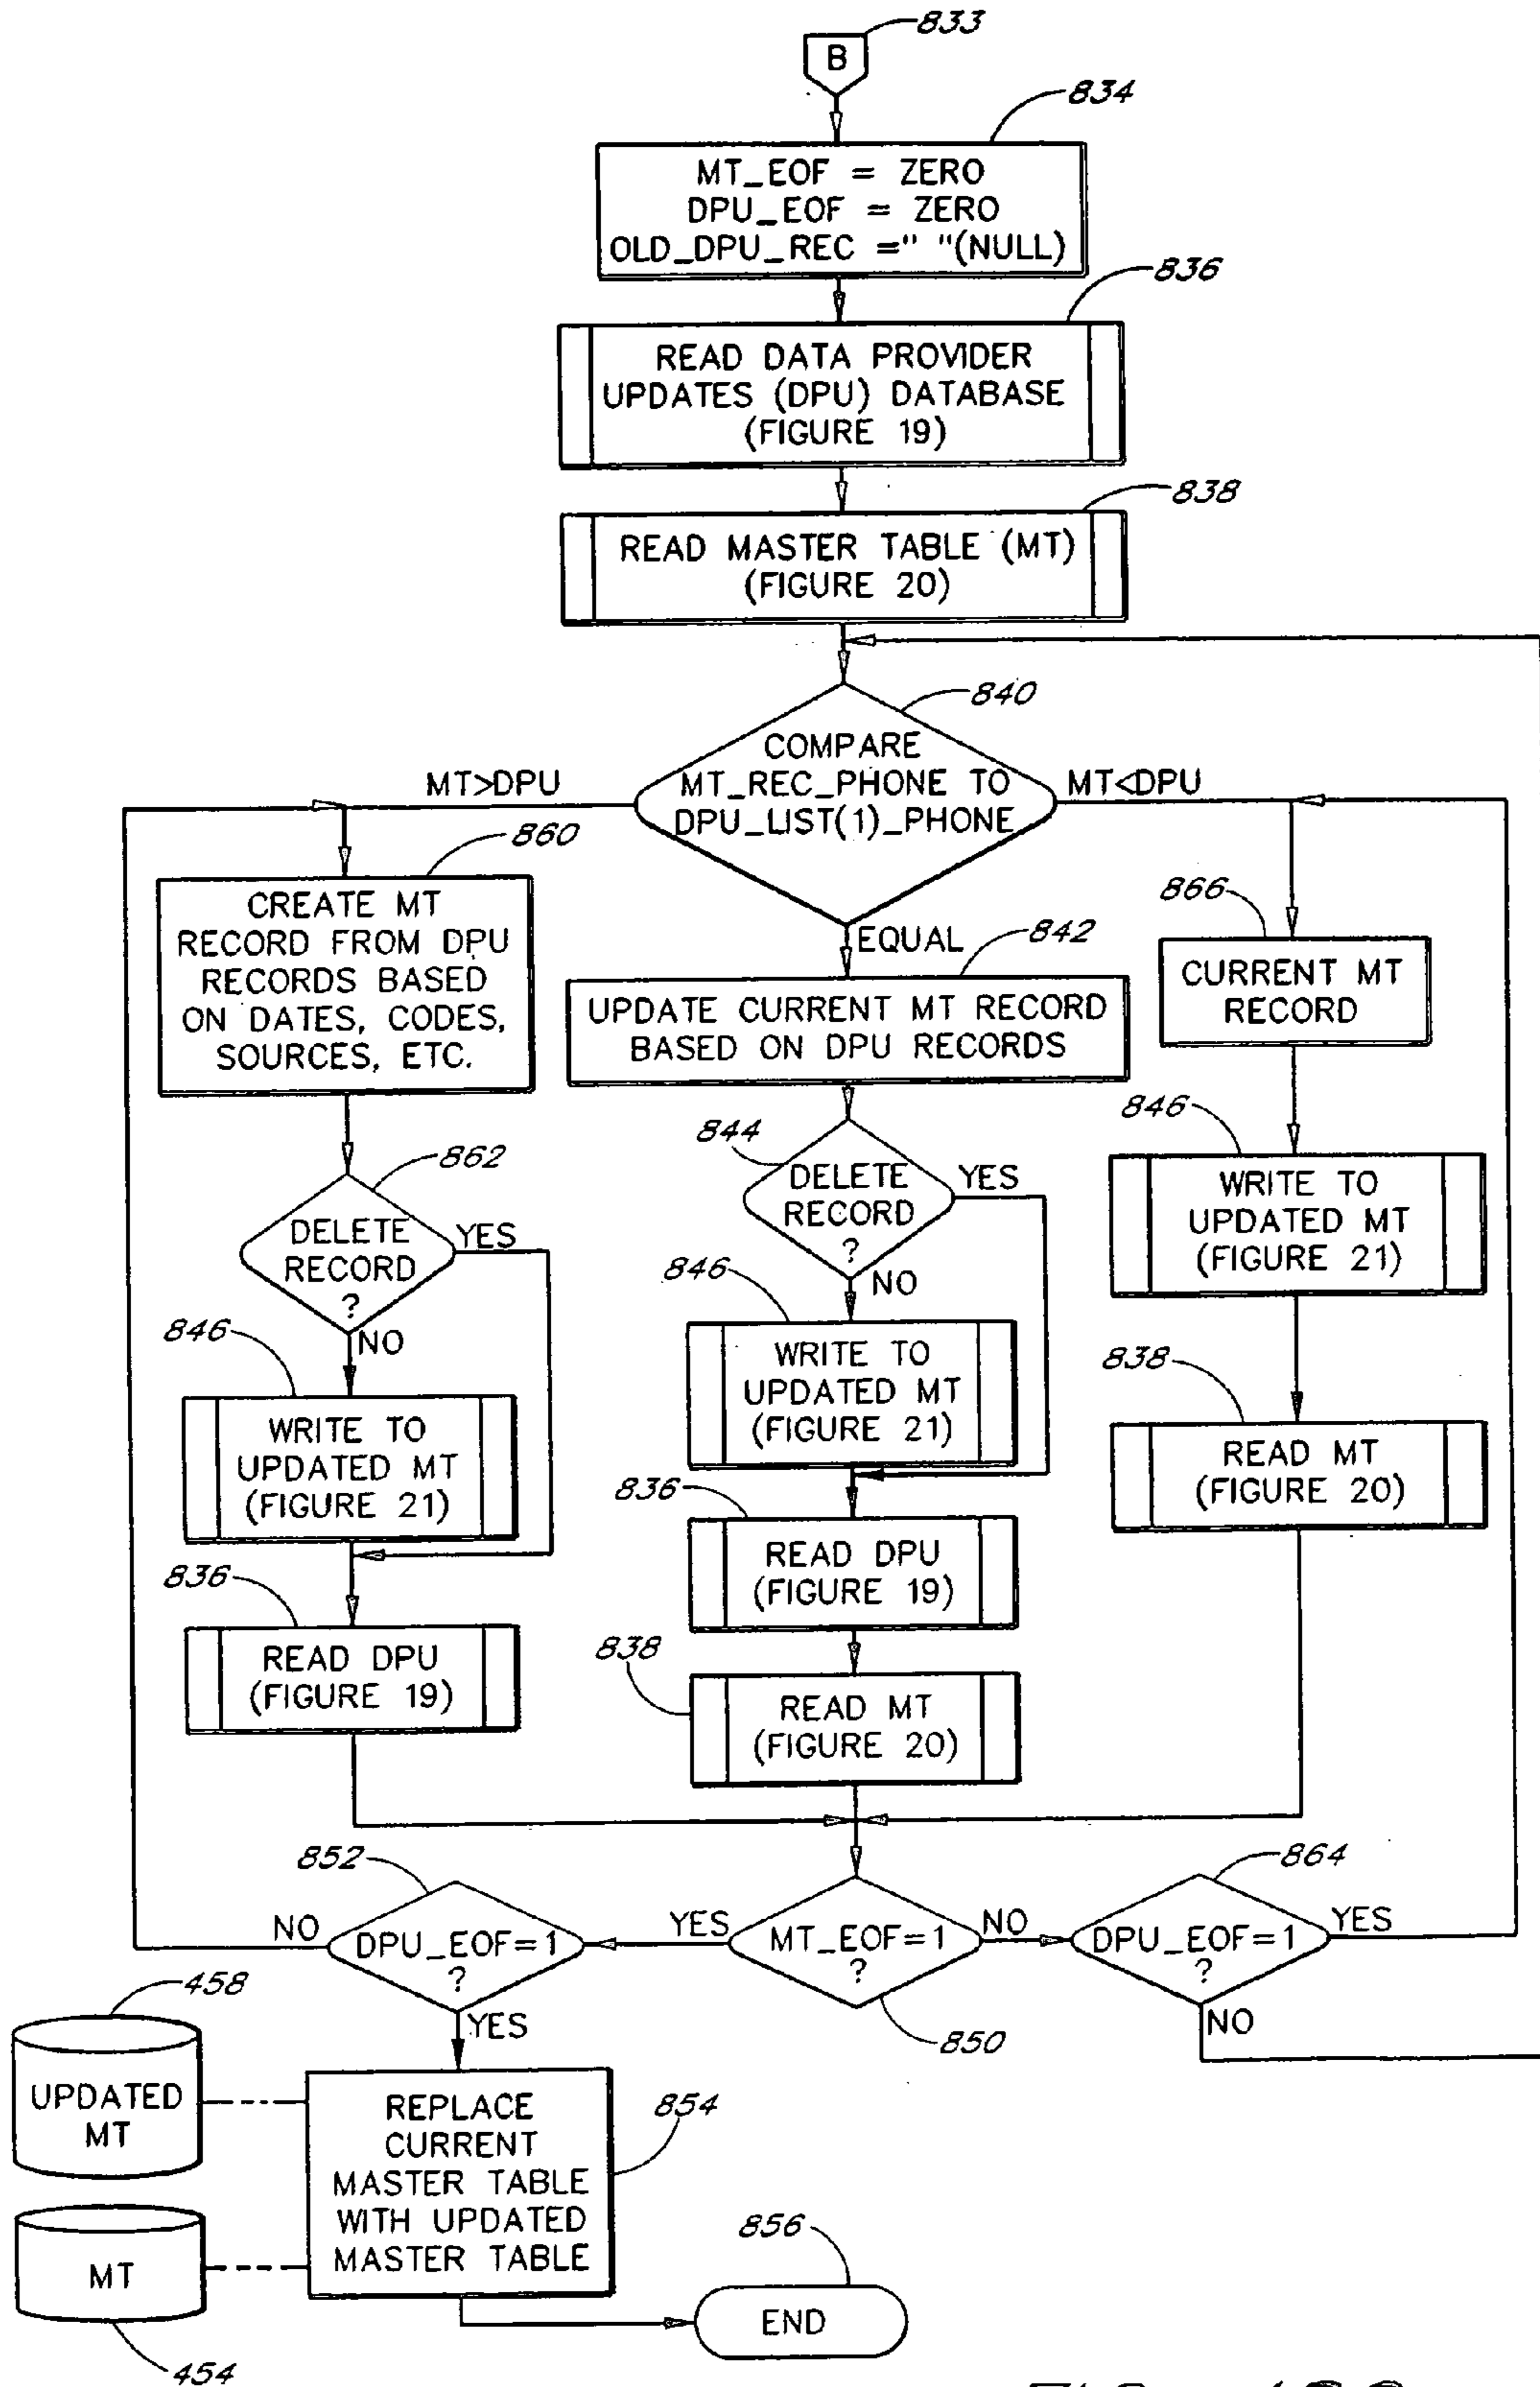 833
B
834
MT_EOF = ZERO
DPU_EOF = ZERO
OLD_DPU_REC =" "(NULL)
836
READ DATA PROVIDER
UPDATES (DPU) DATABASE
(FIGURE 19)
838
READ MASTER TABLE (MT)
(FIGURE 20)
840
COMPARE
MT_REC_PHONE TO
DPU_LIST(1)_PHONE
MT>DPU
MT<DPU
EQUAL
860
CREATE MT
RECORD FROM DPU
RECORDS BASED
ON DATES, CODES,
SOURCES, ETC.
862
DELETE
RECORD
?
YES
NO
846
WRITE TO
UPDATED MT
(FIGURE 21)
836
READ DPU
(FIGURE 19)
842
UPDATE CURRENT MT RECORD
BASED ON DPU RECORDS
844
DELETE
RECORD
?
YES
NO
846
WRITE TO
UPDATED MT
(FIGURE 21)
836
READ DPU
(FIGURE 19)
838
READ MT
(FIGURE 20)
866
CURRENT MT
RECORD
846
WRITE TO
UPDATED MT
(FIGURE 21)
838
READ MT
(FIGURE 20)
852
NO
DPU_EOF=1
?
YES
YES
MT_EOF=1
?
850
NO
864
DPU_EOF=1
?
YES
NO
458
UPDATED
MT
MT
454
REPLACE
CURRENT
MASTER TABLE
WITH UPDATED
MASTER TABLE
854
856
END